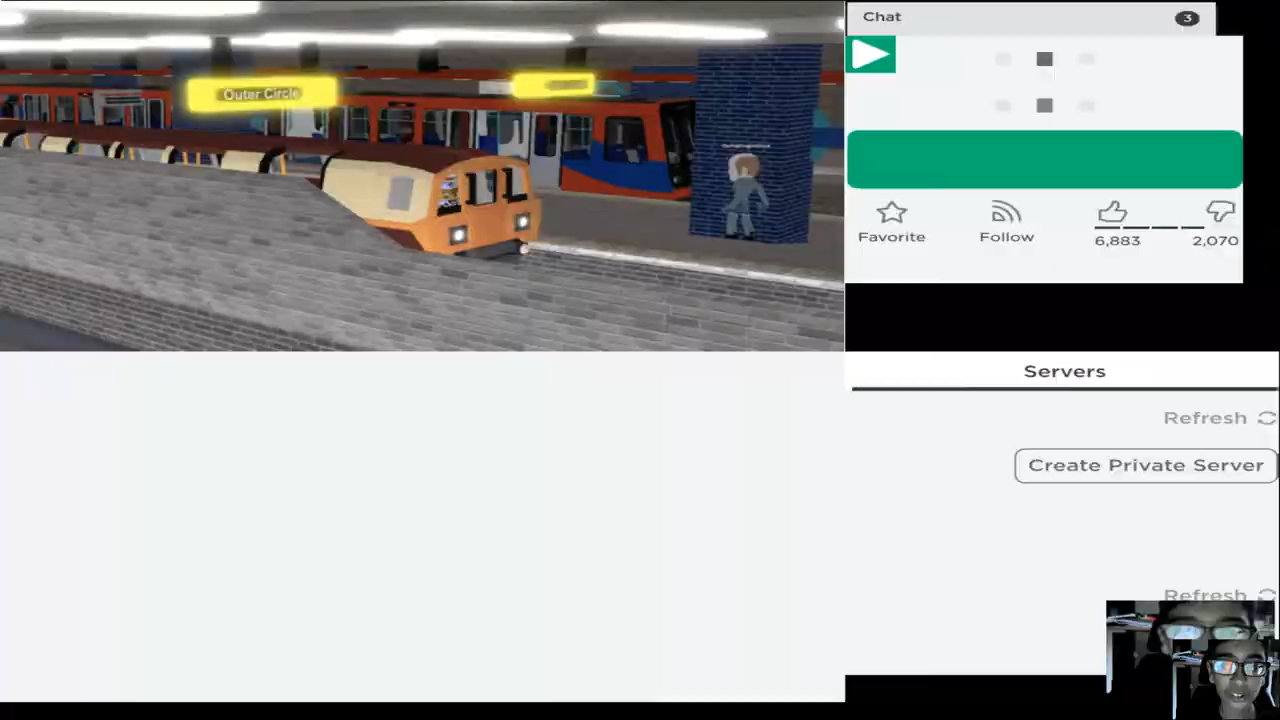 Outer Circle
Chat
3
Favorite
Follow
6,883
2,070
Servers
Refresh
Create Private Server
Refresh